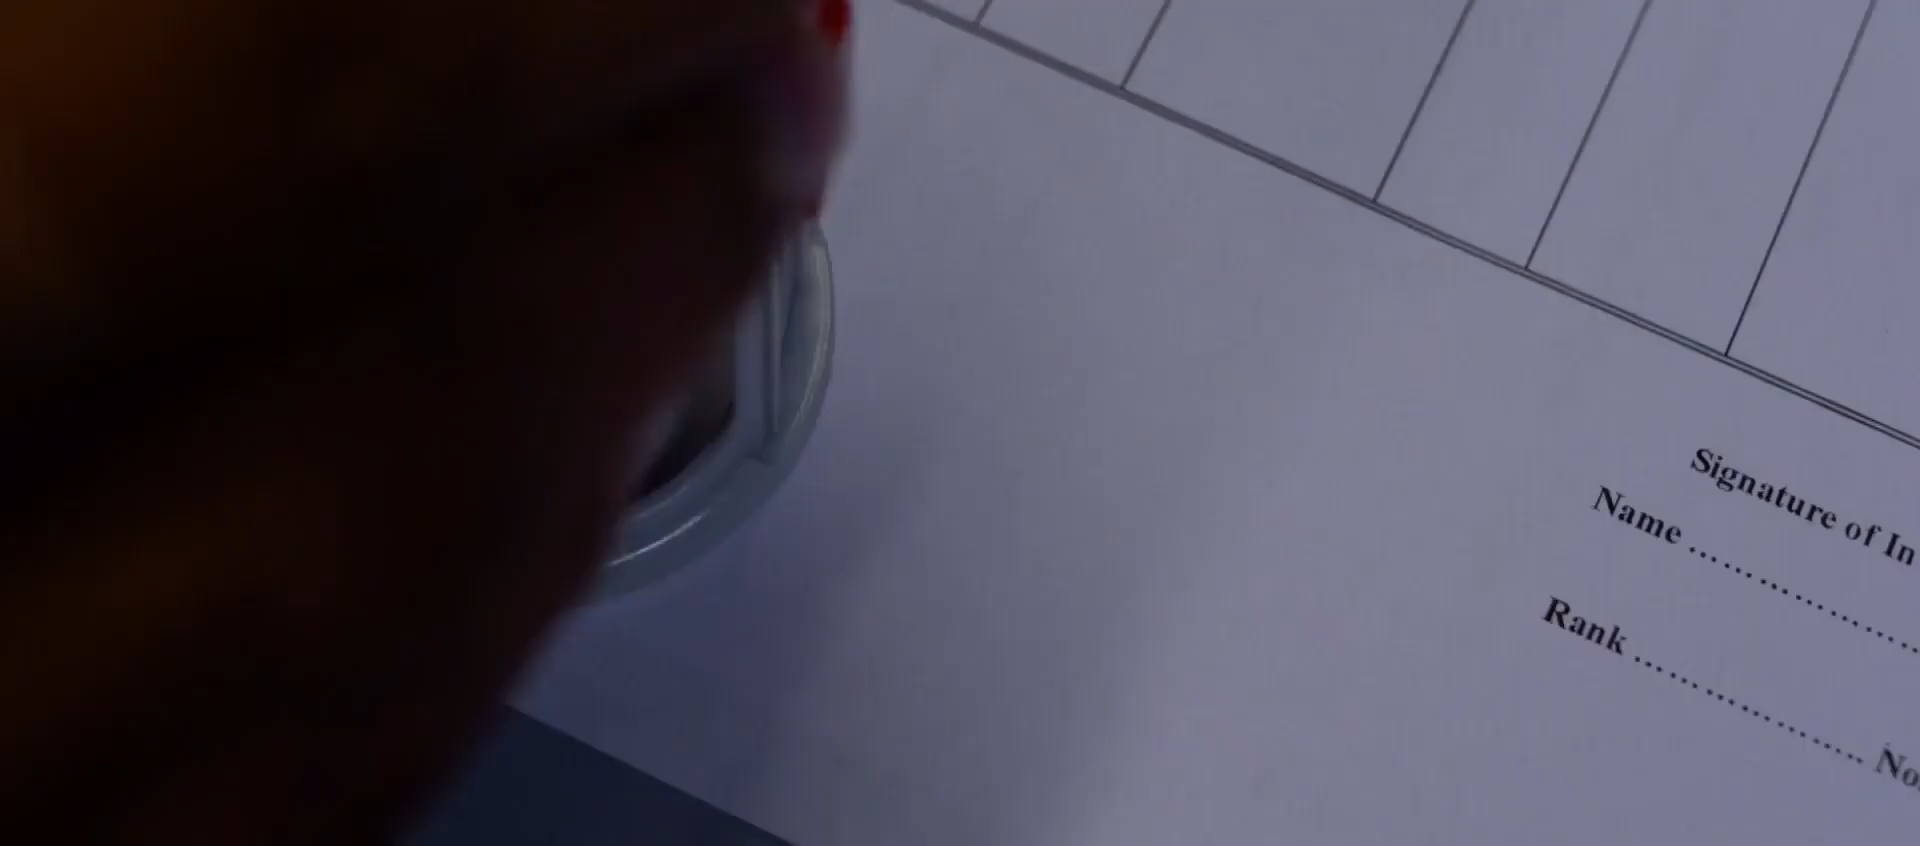 Signature of In
Name ........................
Rank ........................ No.